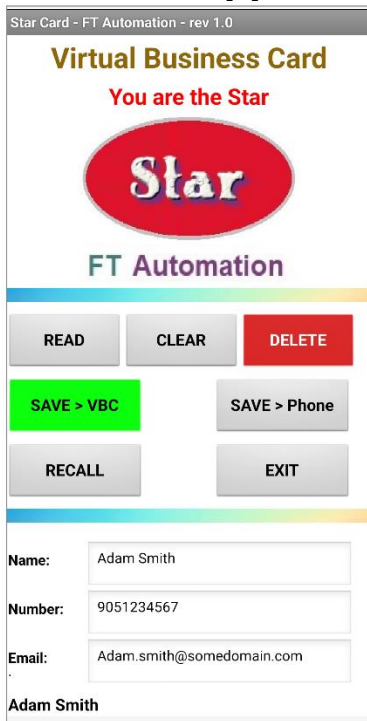 Star Card - FT Automation - rev 1.0
Virtual Business Card
You are the Star
Star
FT Automation
READ CLEAR DELETE
SAVE > VBC SAVE > Phone
RECALL EXIT
Name: Adam Smith
Number: 9051234567
Email: Adam.smith@somedomain.com
.
Adam Smith